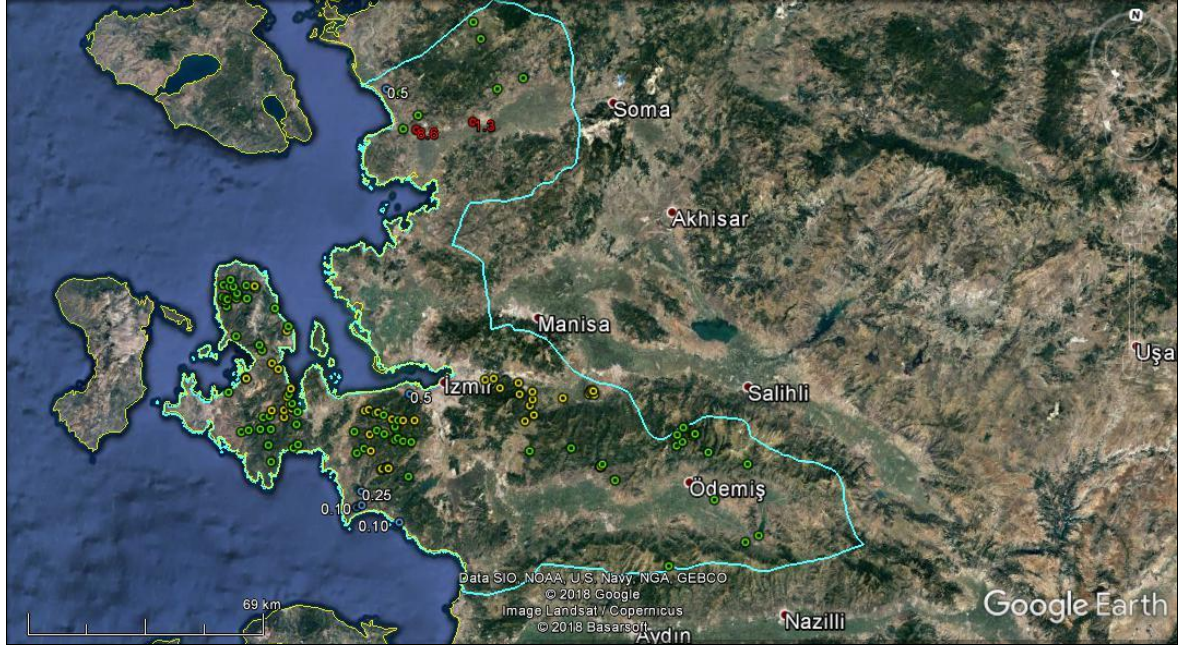 N
0.5
Soma
8.6
1.3
Akhisar
Manisa
Uşa
İzmir
0.5
Salihli
Ödemiş
0.25
0.10
0.10
Data SIO, NOAA, U.S. Navy, NGA, GEBCO
© 2018 Google
Image Landsat / Copernicus
© 2018 Basarsoft
69 km
Google Earth
Nazilli
Aydın